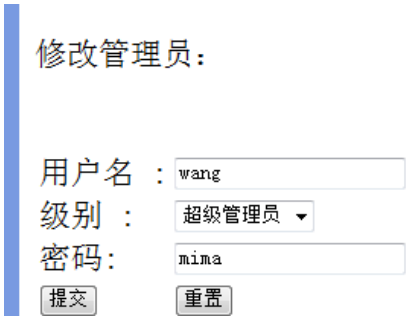 修改管理员：
用户名 ：wang
级别 ： 超级管理员
密码： mima
提交 重置